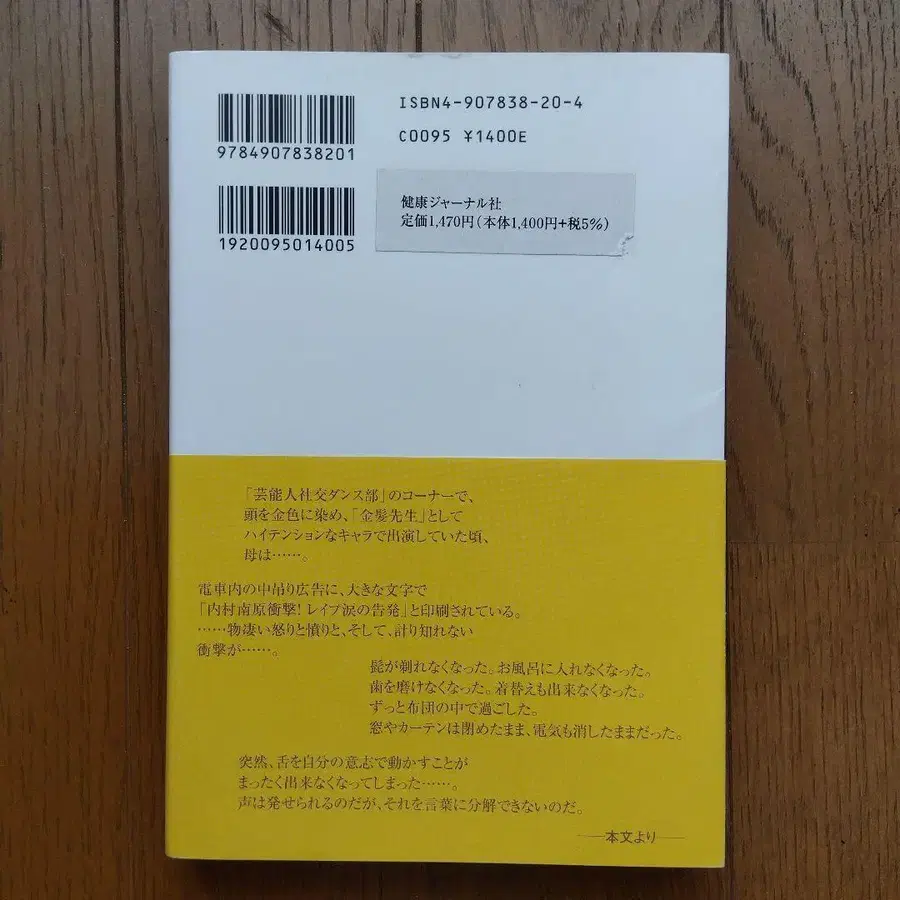 ISBN4-907838-20-4
C0095 ¥1400E
9784907838201
1920095014005
健康ジャーナル社
定価1,470円(本体1,400円+税5%)
「芸能人社交ダンス部」のコーナーで、
頭を金色に染め、「金髪先生」として
ハイテンションなキャラで出演していた頃、
母は……。
電車内の中吊り広告に、大きな文字で
「内村南原衝撃!レイプ涙の告発」と印刷されている。
……物凄い怒りと憤りと、そして、計り知れない
衝撃が……。
髭が剃れなくなった。お風呂に入れなくなった。
歯を磨けなくなった。着替えも出来なくなった。
ずっと布団の中で過ごした。
窓やカーテンは閉めたまま、電気も消したままだった。
突然、舌を自分の意志で動かすことが
まったく出来なくなってしまった……。
声は発せられるのだが、それを言葉に分解できないのだ。
――本文より――